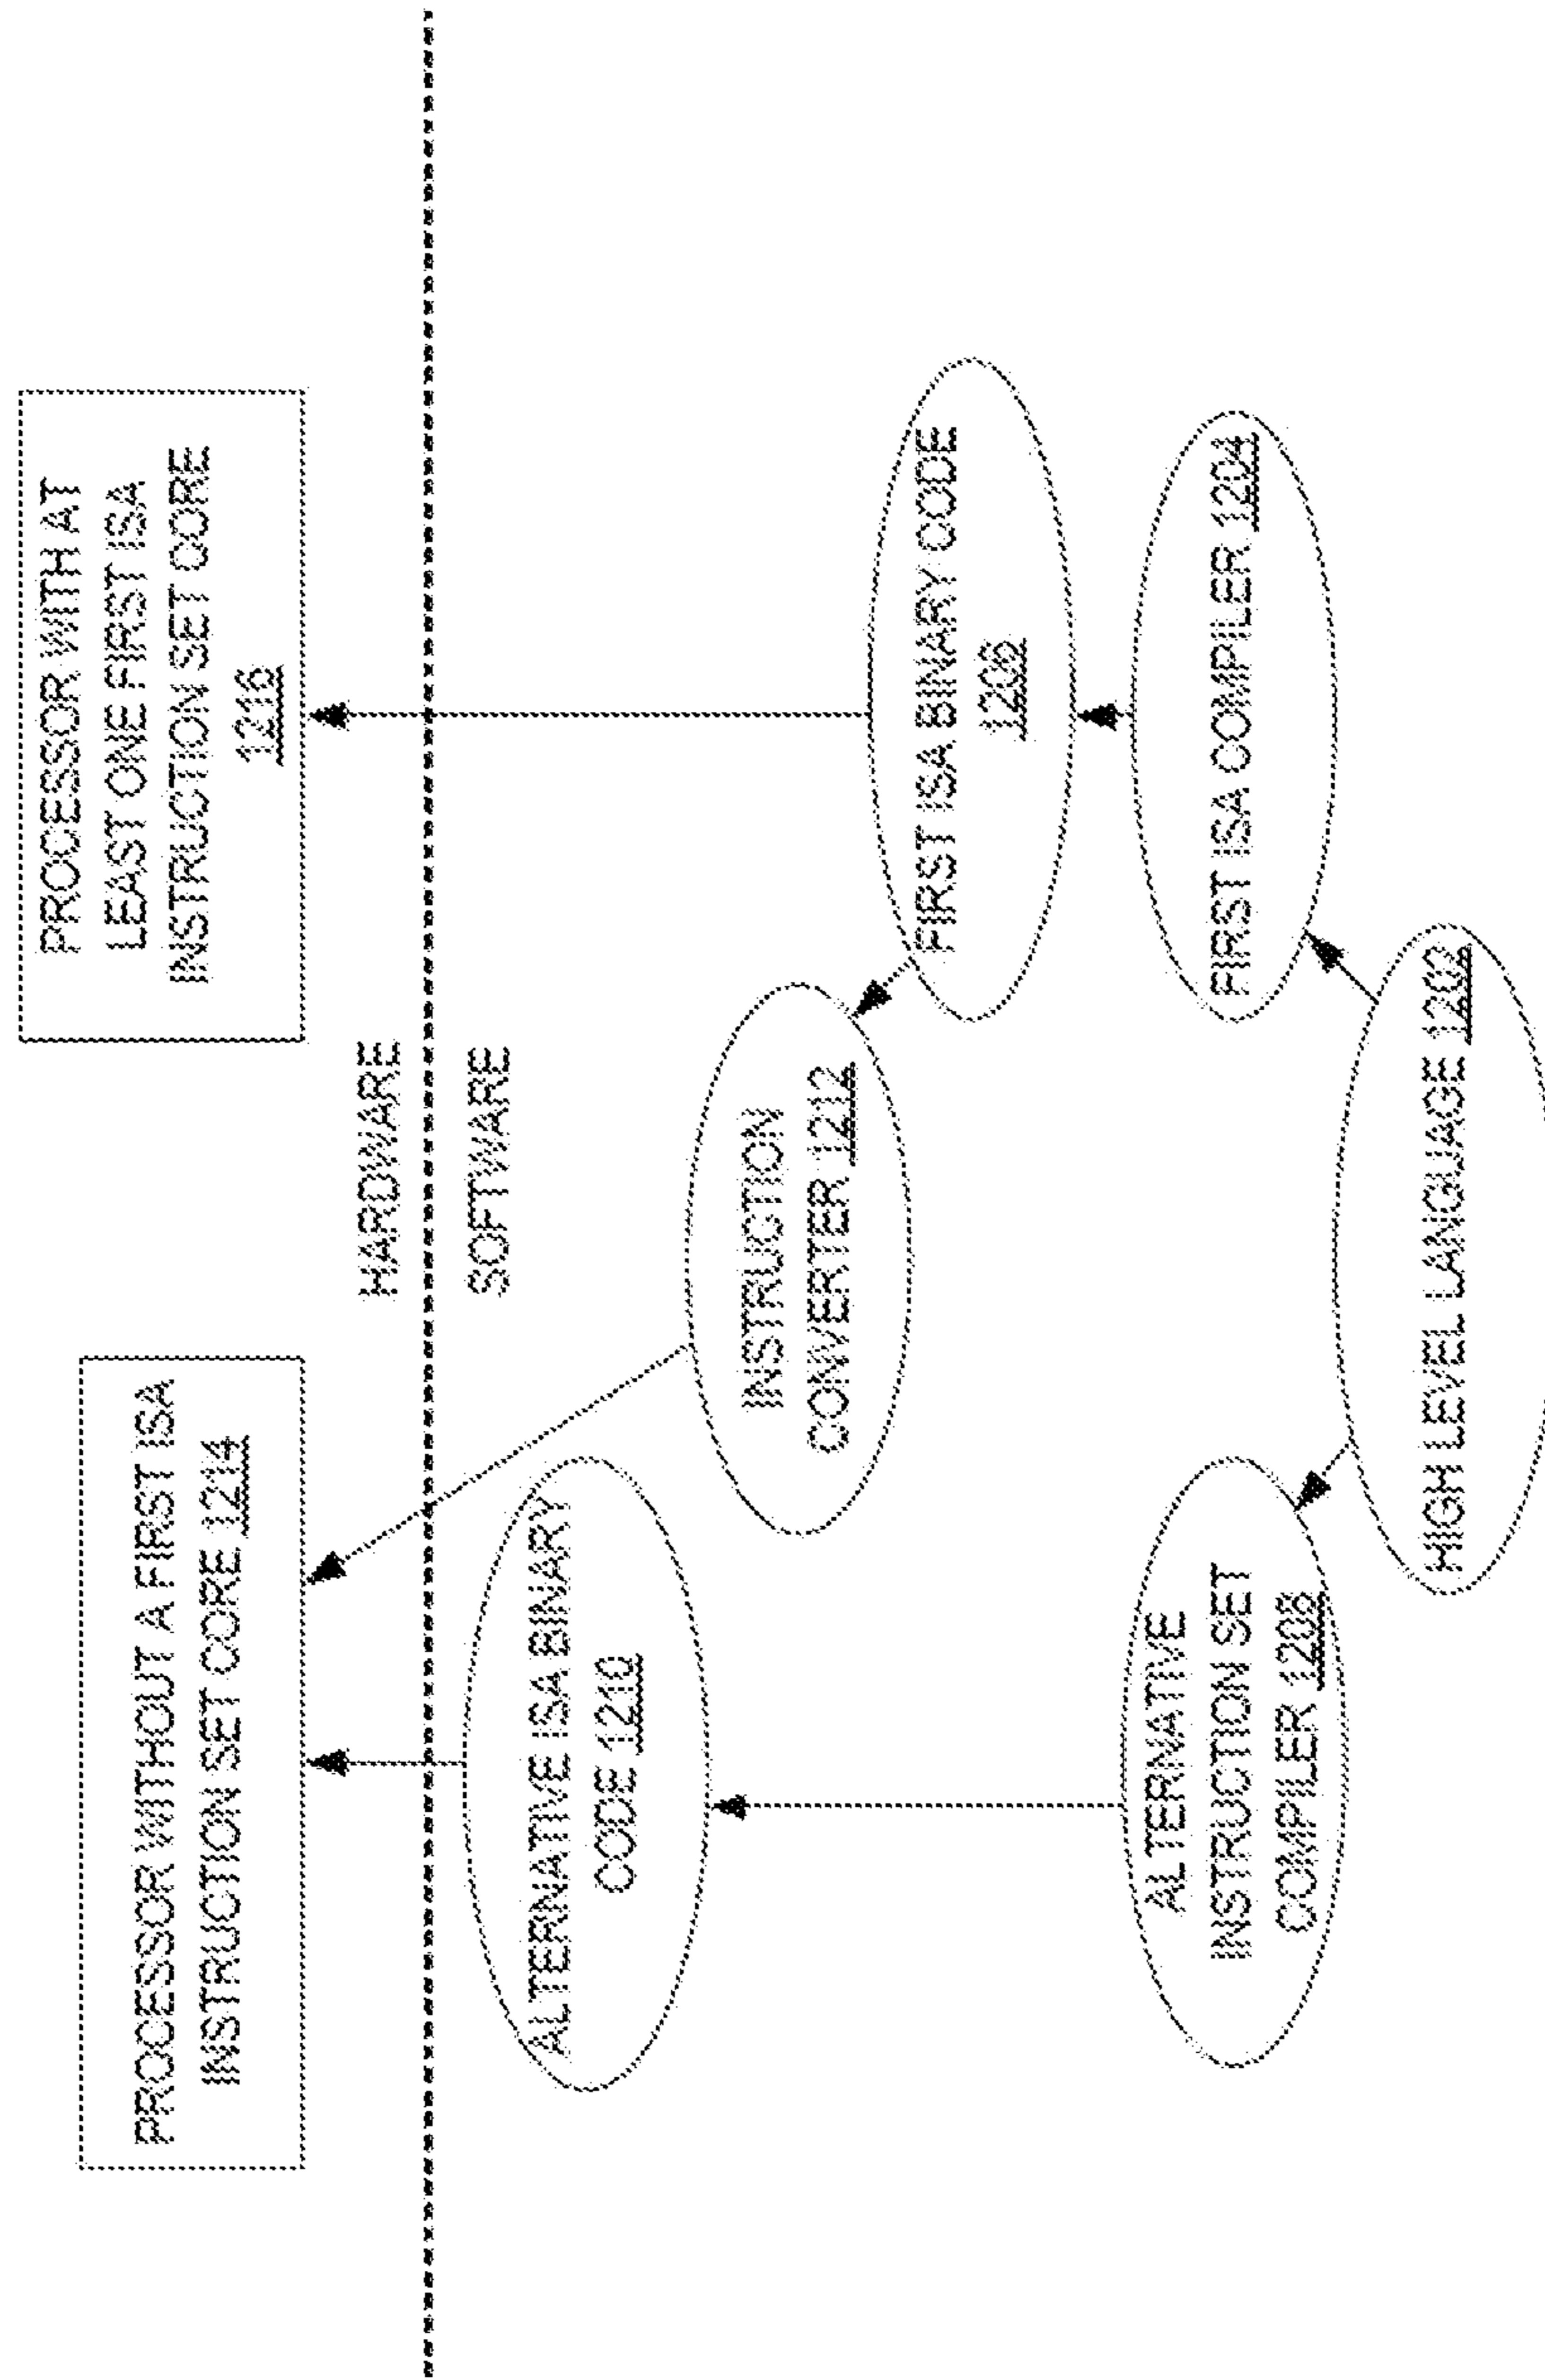 PROCESSOR WITHOUT A FIRST ISA
INSTRUCTION SET CORE 1214
PROCESSOR WITH AT
LEAST ONE FIRST ISA
INSTRUCTION SET CORE
1216
HARDWARE
SOFTWARE
ALTERNATIVE ISA BINARY
CODE 1210
INSTRUCTION
CONVERTER 1212
FIRST ISA BINARY CODE
1206
ALTERNATIVE
INSTRUCTION SET
COMPILER 1208
FIRST ISA COMPILER 1204
HIGH LEVEL LANGUAGE 1202